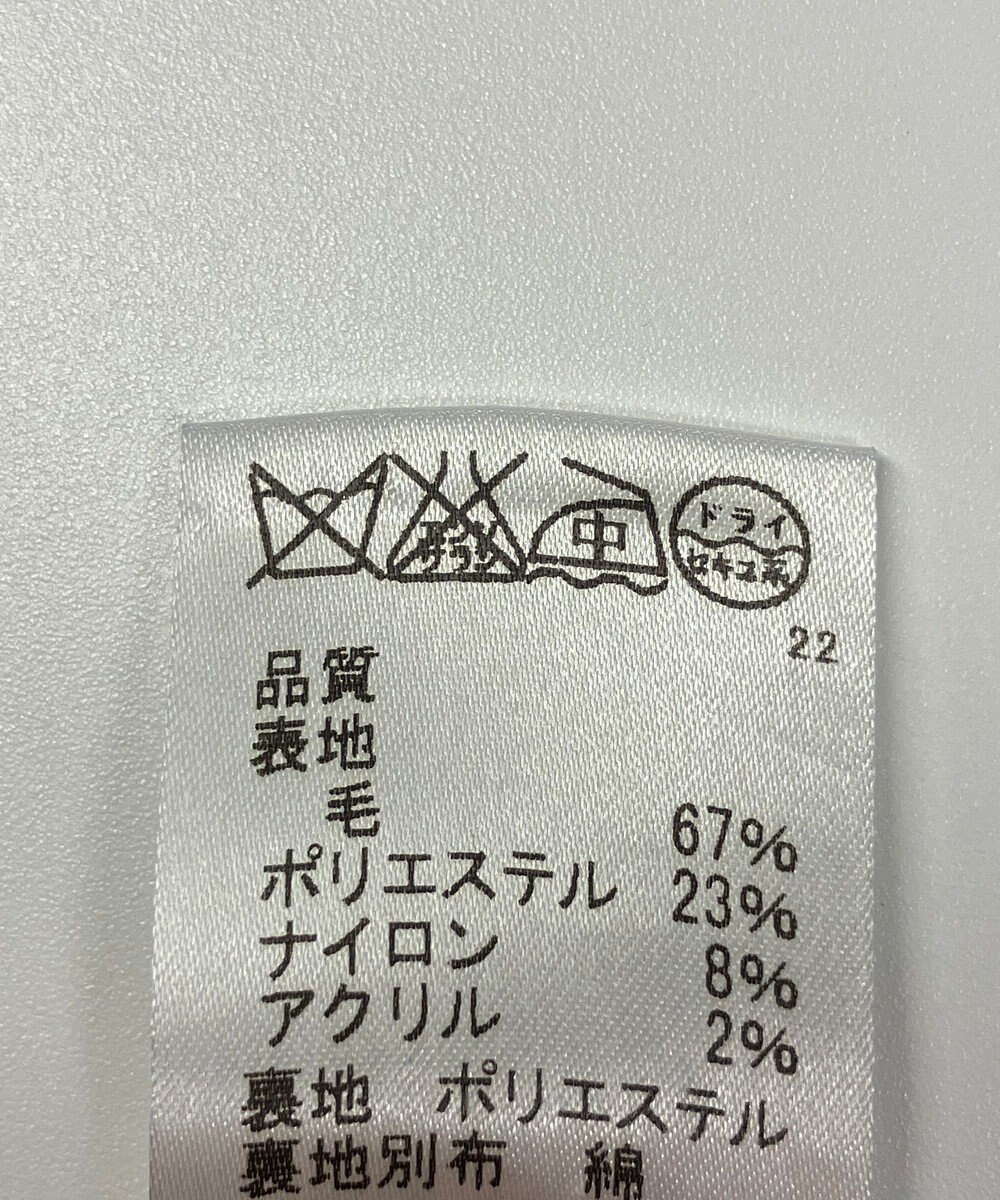 中
ドライ
セキユ系
22
品質
表地
毛 67%
ポリエステル 23%
ナイロン 8%
アクリル 2%
裏地 ポリエステル
裏地別布 綿